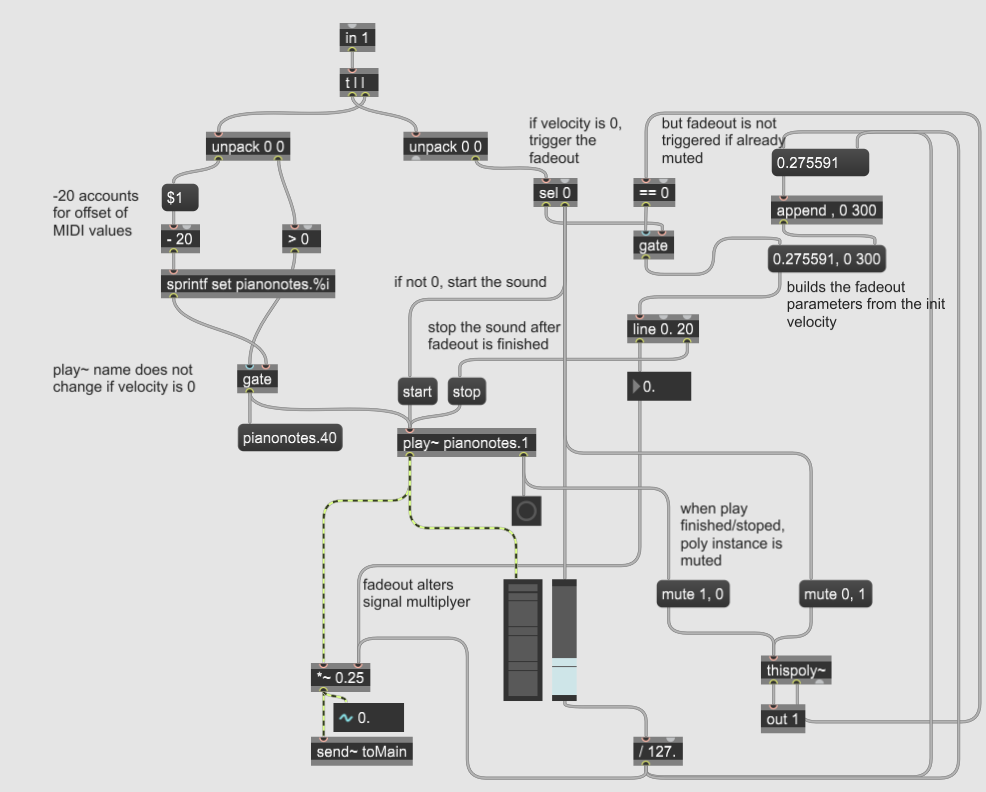 in 1
t l l
unpack 0 0
unpack 0 0
if velocity is 0,
trigger the
fadeout
but fadeout is not
triggered if already
muted
0.275591
-20 accounts
for offset of
MIDI values
$1
sel 0
== 0
append , 0 300
- 20
> 0
gate
0.275591, 0 300
sprintf set pianonotes.%i
if not 0, start the sound
builds the fadeout
parameters from the init
velocity
stop the sound after
fadeout is finished
line 0. 20
play~ name does not
change if velocity is 0
gate
start
stop
0.
pianonotes.40
play~ pianonotes.1
when play
finished/stoped,
poly instance is
muted
fadeout alters
signal multiplyer
mute 1, 0
mute 0, 1
*~ 0.25
thispoly~
0.
out 1
send~ toMain
/ 127.